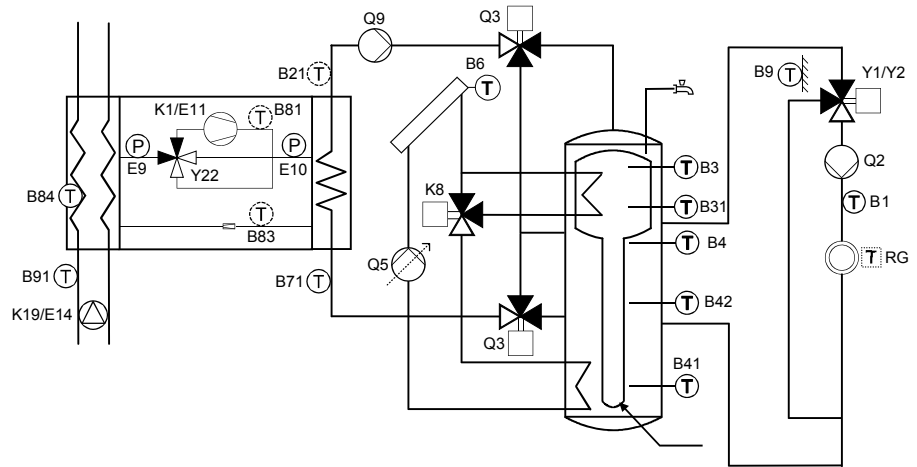 Q9
Q3
B6
T
B21 T
B9 T
Y1/Y2
K1/E11
B81
T
P
P
E9
E10
Y22
T B3
Q2
B84 T
K8
T B31
T B1
T
B83
T B4
B91 T
B71 T
Q5
T RG
K19/E14
T B42
Q3
B41
T